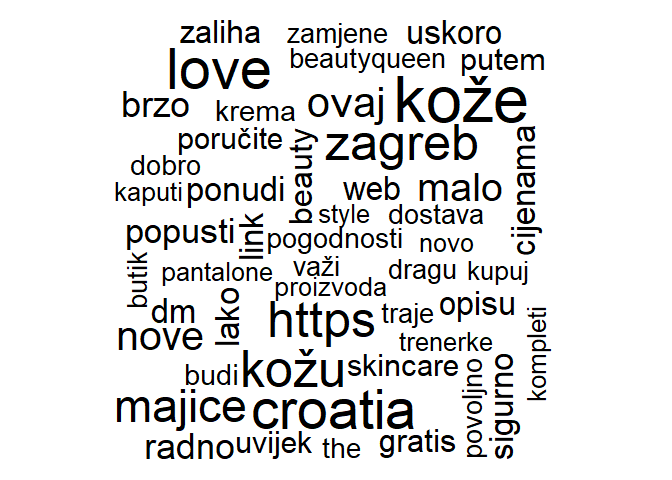 zaliha zamjene uskoro
love beautyqueen putem
brzo krema ovaj kože
poručite beauty zagreb cijenama
dobro
kaputi ponudi web malo
style dostava
popusti link pogodnosti novo
butik pantalone važi dragu kupuj
proizvoda
dm lako https traje opisu kompleti
nove trenerke
budi kožu skincare povoljno sigurno
majice croatia
radno uvijek the gratis